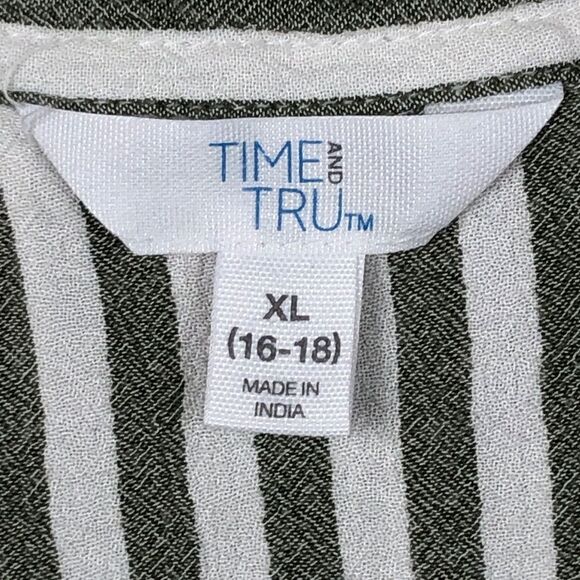 TIME AND
TRU™
XL
(16-18)
MADE IN
INDIA